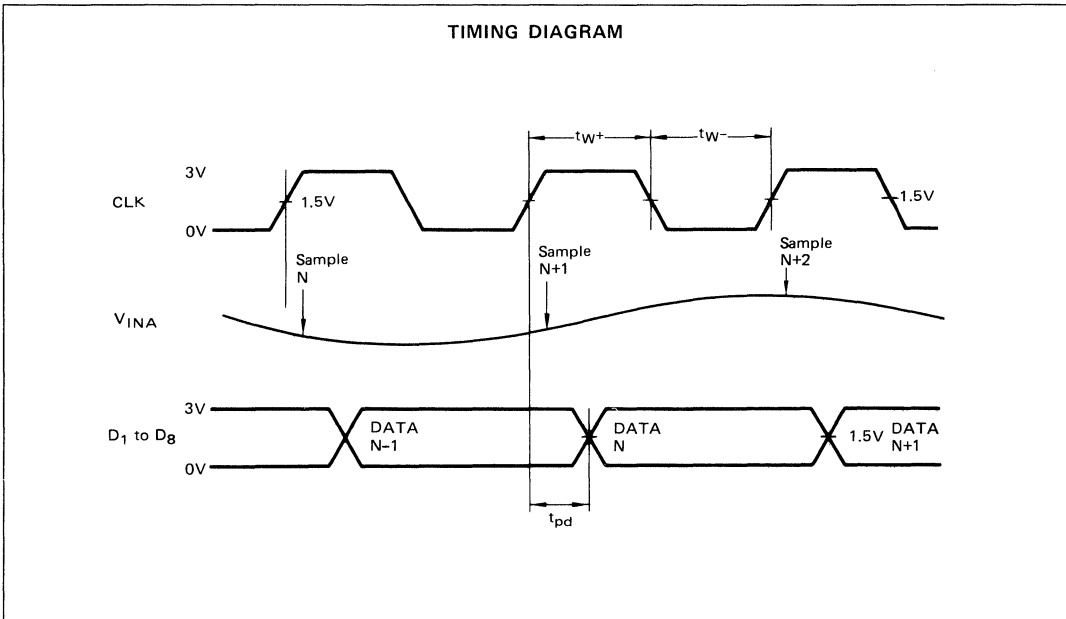 TIMING DIAGRAM
tW+
tW−
3V
CLK
1.5V
1.5V
0V
Sample
N
Sample
N+1
Sample
N+2
VINA
3V
D1 to D8
DATA
N−1
DATA
N
1.5V DATA
N+1
0V
tpd